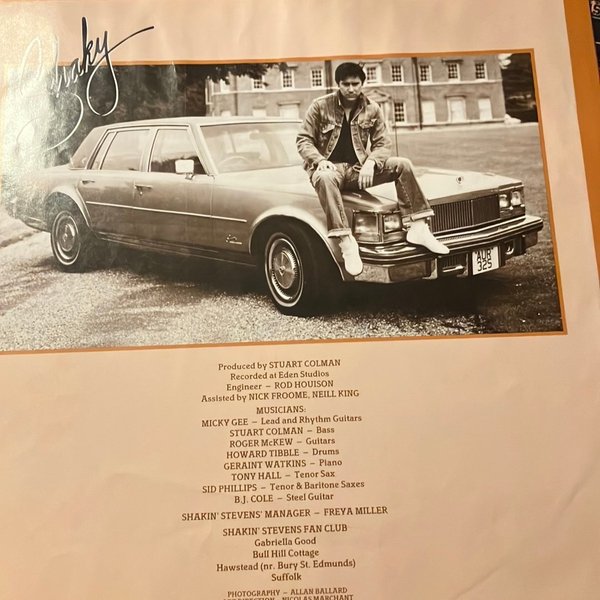 Shaky
AUB
325
Produced by STUART COLMAN
Recorded at Eden Studios
Engineer – ROD HOUISON
Assisted by NICK FROOME, NEILL KING
MUSICIANS:
MICKY GEE – Lead and Rhythm Guitars
STUART COLMAN – Bass
ROGER McKEW – Guitars
HOWARD TIBBLE – Drums
GERAINT WATKINS – Piano
TONY HALL – Tenor Sax
SID PHILLIPS – Tenor & Baritone Saxes
B.J. COLE – Steel Guitar
SHAKIN' STEVENS' MANAGER – FREYA MILLER
SHAKIN' STEVENS FAN CLUB
Gabriella Good
Bull Hill Cottage
Hawstead (nr. Bury St. Edmunds)
Suffolk
PHOTOGRAPHY – ALLAN BALLARD
ART DIRECTION – NICOLAS MARCHANT